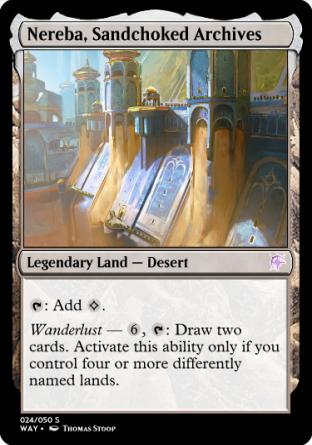 Nereba, Sandchoked Archives
Legendary Land — Desert
: Add .
Wanderlust — 6, : Draw two
cards. Activate this ability only if you
control four or more differently
named lands.
024/050 S
WAY • Thomas Stoop